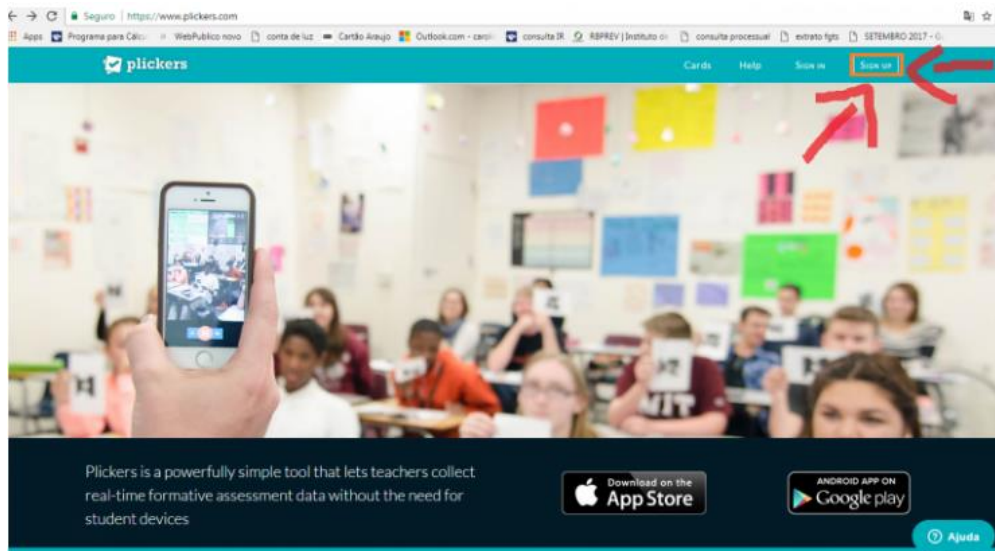 Seguro | https://www.plickers.com
Apps Programa para Cálc WebPublico novo conta de luz Cartão Araujo Outlook.com - caroli consulta IR RBPREV | Instituto d consulta processual extrato fgts SETEMBRO 2017 - G
plickers Cards Help SIGN IN SIGN UP
MIT
Plickers is a powerfully simple tool that lets teachers collect
real-time formative assessment data without the need for
student devices
Download on the
App Store
ANDROID APP ON
Google play
Ajuda